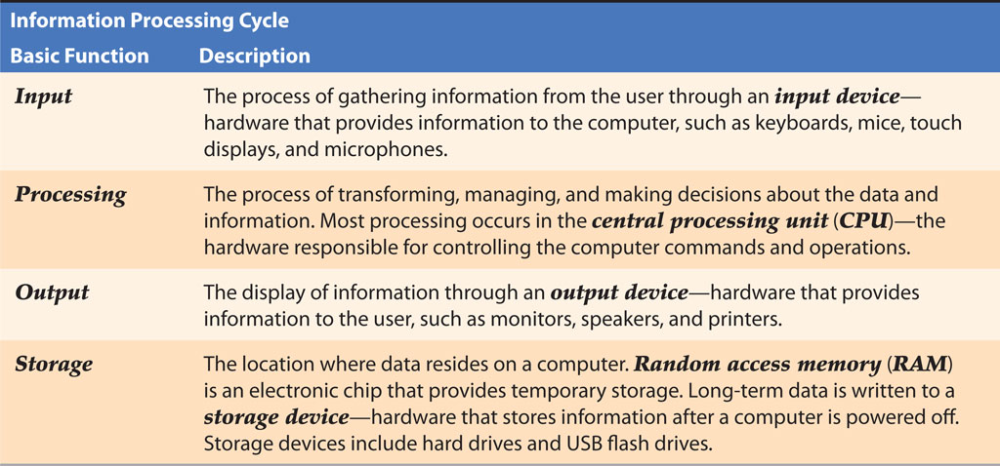 Information Processing Cycle
Basic Function Description
Input The process of gathering information from the user through an input device—
hardware that provides information to the computer, such as keyboards, mice, touch
displays, and microphones.
Processing The process of transforming, managing, and making decisions about the data and
information. Most processing occurs in the central processing unit (CPU)—the
hardware responsible for controlling the computer commands and operations.
Output The display of information through an output device—hardware that provides
information to the user, such as monitors, speakers, and printers.
Storage The location where data resides on a computer. Random access memory (RAM)
is an electronic chip that provides temporary storage. Long-term data is written to a
storage device—hardware that stores information after a computer is powered off.
Storage devices include hard drives and USB flash drives.